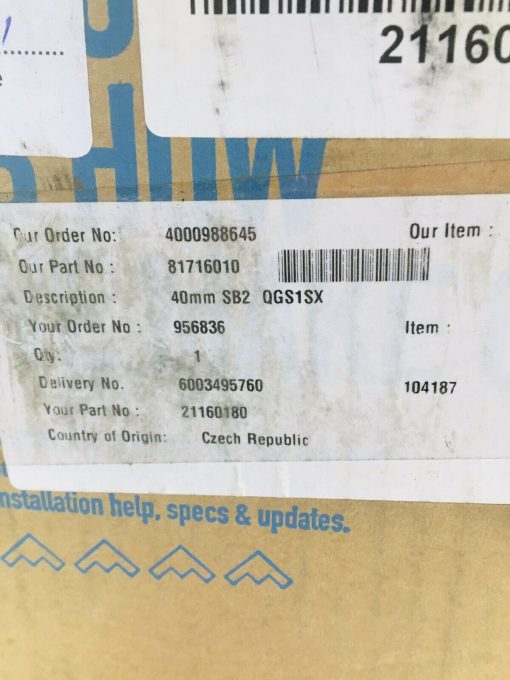 21160
HOW
Our Order No: 4000988645 Our Item :
Our Part No : 81716010
Description : 40mm SB2 QGS1SX
Your Order No : 956836 Item :
Qty: 1
Delivery No. 6003495760 104187
Your Part No : 21160180
Country of Origin: Czech Republic
installation help, specs & updates.